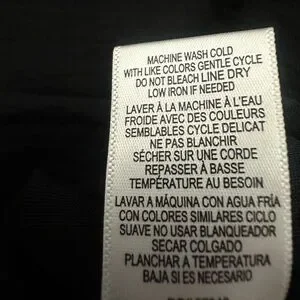 MACHINE WASH COLD
WITH LIKE COLORS GENTLE CYCLE
DO NOT BLEACH LINE DRY
LOW IRON IF NEEDED
LAVER À LA MACHINE À L'EAU
FROIDE AVEC DES COULEURS
SEMBLABLES CYCLE DELICAT
NE PAS BLANCHIR
SÉCHER SUR UNE CORDE
REPASSER À BASSE
TEMPÉRATURE AU BESOIN
LAVAR A MÁQUINA CON AGUA FRÍA
CON COLORES SIMILARES CICLO
SUAVE NO USAR BLANQUEADOR
SECAR COLGADO
PLANCHAR A TEMPERATURA
BAJA SI ES NECESARIO